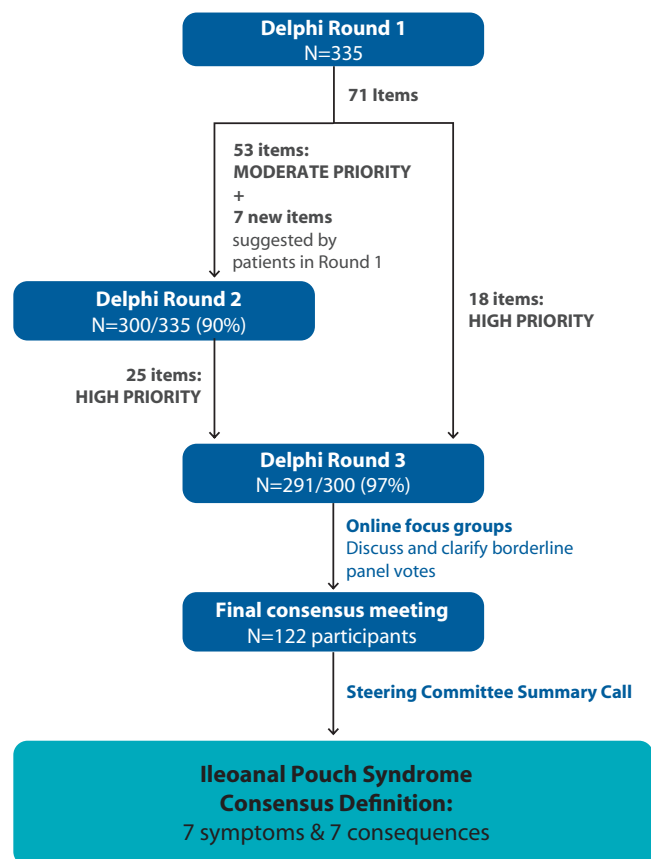 Delphi Round 1
N=335
71 Items
53 items:
MODERATE PRIORITY
+
7 new items
suggested by
patients in Round 1
18 items:
HIGH PRIORITY
Delphi Round 2
N=300/335 (90%)
25 items:
HIGH PRIORITY
Delphi Round 3
N=291/300 (97%)
Online focus groups
Discuss and clarify borderline
panel votes
Final consensus meeting
N=122 participants
Steering Committee Summary Call
Ileoanal Pouch Syndrome
Consensus Definition:
7 symptoms & 7 consequences